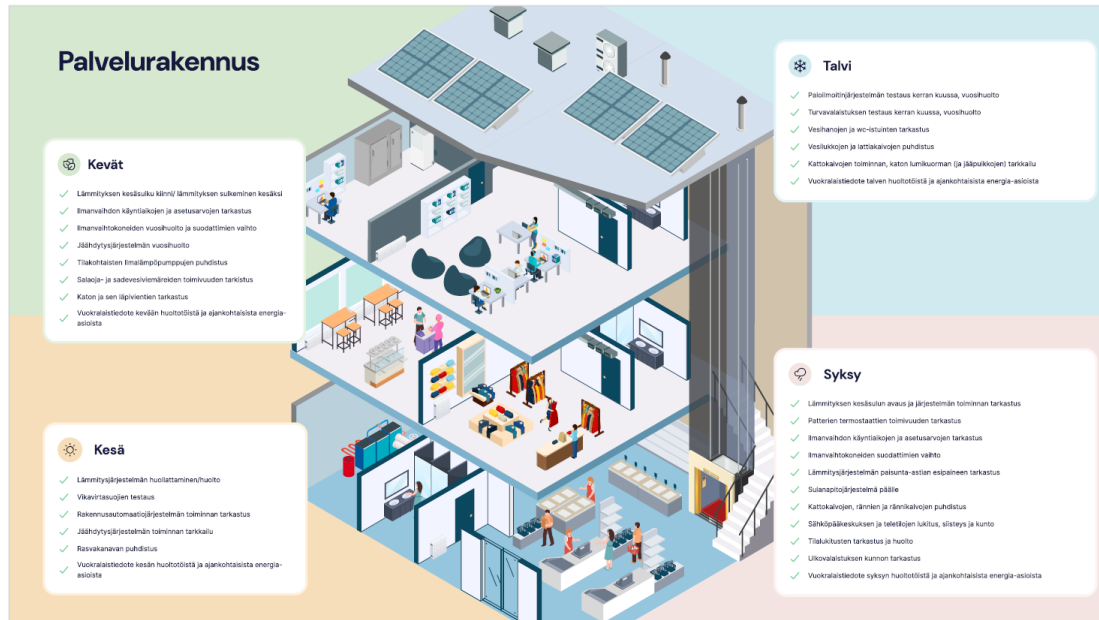 Palvelurakennus
Kevät
Lämmityksen kesäsulku kiinni/ lämmityksen sulkeminen kesäksi
Ilmanvaihdon käyntiaikojen ja asetusarvojen tarkastus
Ilmanvaihtokoneiden vuosihuolto ja suodattimien vaihto
Jäähdytysjärjestelmän vuosihuolto
Tilakohtaisten ilmalämpöpumppujen puhdistus
Salaoja- ja sadevesiviemäreiden toimivuuden tarkistus
Katon ja sen läpivientien tarkastus
Vuokralaistiedote kevään huoltotöistä ja ajankohtaisista energia-
asioista
Kesä
Lämmitysjärjestelmän huollattaminen/huolto
Vikavirtasuojien testaus
Rakennusautomaatiojärjestelmän toiminnan tarkastus
Jäähdytysjärjestelmän toiminnan tarkkailu
Rasvakanavan puhdistus
Vuokralaistiedote kesän huoltotöistä ja ajankohtaisista energia-
asioista
Talvi
Paloilmoitinjärjestelmän testaus kerran kuussa, vuosihuolto
Turvavalaistuksen testaus kerran kuussa, vuosihuolto
Vesihanojen ja wc-istuinten tarkastus
Vesilukkojen ja lattiakaivojen puhdistus
Kattokaivojen toiminnan, katon lumikuorman (ja jääpuikkojen) tarkkailu
Vuokralaistiedote talven huoltotöistä ja ajankohtaisista energia-asioista
Syksy
Lämmityksen kesäsulun avaus ja järjestelmän toiminnan tarkastus
Patterien termostaattien toimivuuden tarkastus
Ilmanvaihdon käyntiaikojen ja asetusarvojen tarkastus
Ilmanvaihtokoneiden suodattimien vaihto
Lämmitysjärjestelmän paisunta-astian esipaineen tarkastus
Sulanapitojärjestelmä päälle
Kattokaivojen, rännien ja rännikaivojen puhdistus
Sähköpääkeskuksen ja teletilojen lukitus, siisteys ja kunto
Tilalukitusten tarkastus ja huolto
Ulkovalaistuksen kunnon tarkastus
Vuokralaistiedote syksyn huoltotöistä ja ajankohtaisista energia-asioista